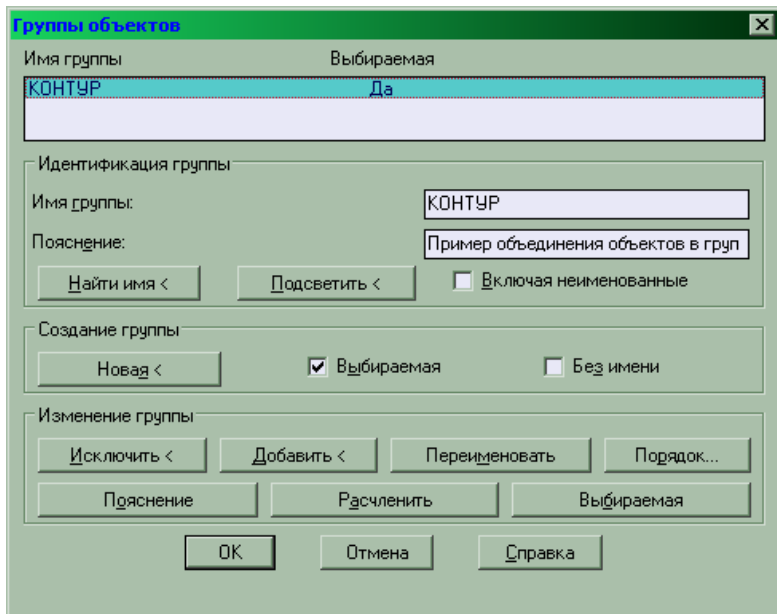 Группы объектов
Имя группы Выбираемая
КОНТУР Да
Идентификация группы
Имя группы: КОНТУР
Пояснение: Пример объединения объектов в груп
Найти имя < Подсветить < Включая неименованные
Создание группы
Новая < Выбираемая Без имени
Изменение группы
Исключить < Добавить < Переименовать Порядок...
Пояснение Расчленить Выбираемая
OK Отмена Справка